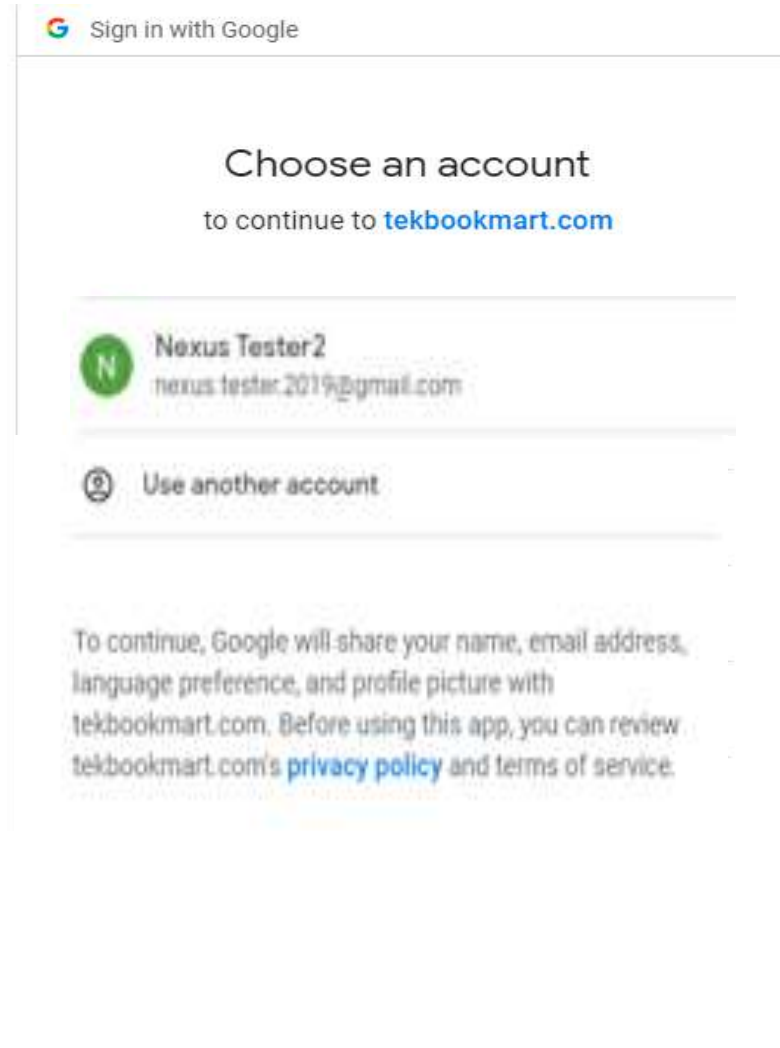 Sign in with Google
Choose an account
to continue to tekbookmart.com
N
Nexus Tester2
nexus.tester.2019@gmail.com
Use another account
To continue, Google will share your name, email address,
language preference, and profile picture with
tekbookmart.com. Before using this app, you can review
tekbookmart.com's privacy policy and terms of service.